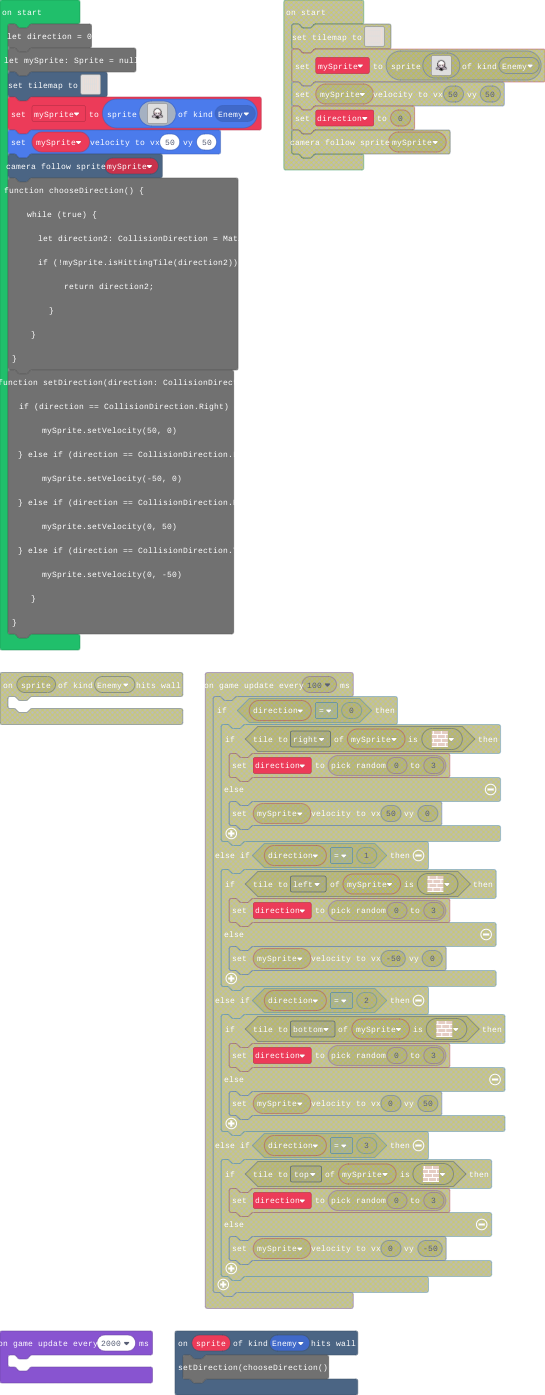 on start
let direction = 0
let mySprite: Sprite = nul
set tilemap to
set mySprite to sprite of kind Enemy
set mySprite velocity to vx 50 vy 50
camera follow sprite mySprite
function chooseDirection() {
while (true) {
let direction2: CollisionDirection = Mat
if (!mySprite.isHittingTile(direction2))
return direction2;
}
}
}
function setDirection(direction: CollisionDirec
if (direction == CollisionDirection.Right)
mySprite.setVelocity(50, 0)
} else if (direction == CollisionDirection.
mySprite.setVelocity(-50, 0)
} else if (direction == CollisionDirection.
mySprite.setVelocity(0, 50)
} else if (direction == CollisionDirection.
mySprite.setVelocity(0, -50)
}
}
on start
set tilemap to
set mySprite to sprite of kind Enemy
set mySprite velocity to vx 50 vy 50
set direction to 0
camera follow sprite mySprite
on sprite of kind Enemy hits wall
on game update every 100 ms
if direction = 0 then
if tile to right of mySprite is then
set direction to pick random 0 to 3
else
set mySprite velocity to vx 50 vy 0
else if direction = 1 then
if tile to left of mySprite is then
set direction to pick random 0 to 3
else
set mySprite velocity to vx -50 vy 0
else if direction = 2 then
if tile to bottom of mySprite is then
set direction to pick random 0 to 3
else
set mySprite velocity to vx 0 vy 50
else if direction = 3 then
if tile to top of mySprite is then
set direction to pick random 0 to 3
else
set mySprite velocity to vx 0 vy -50
on game update every 2000 ms
on sprite of kind Enemy hits wall
setDirection(chooseDirection()